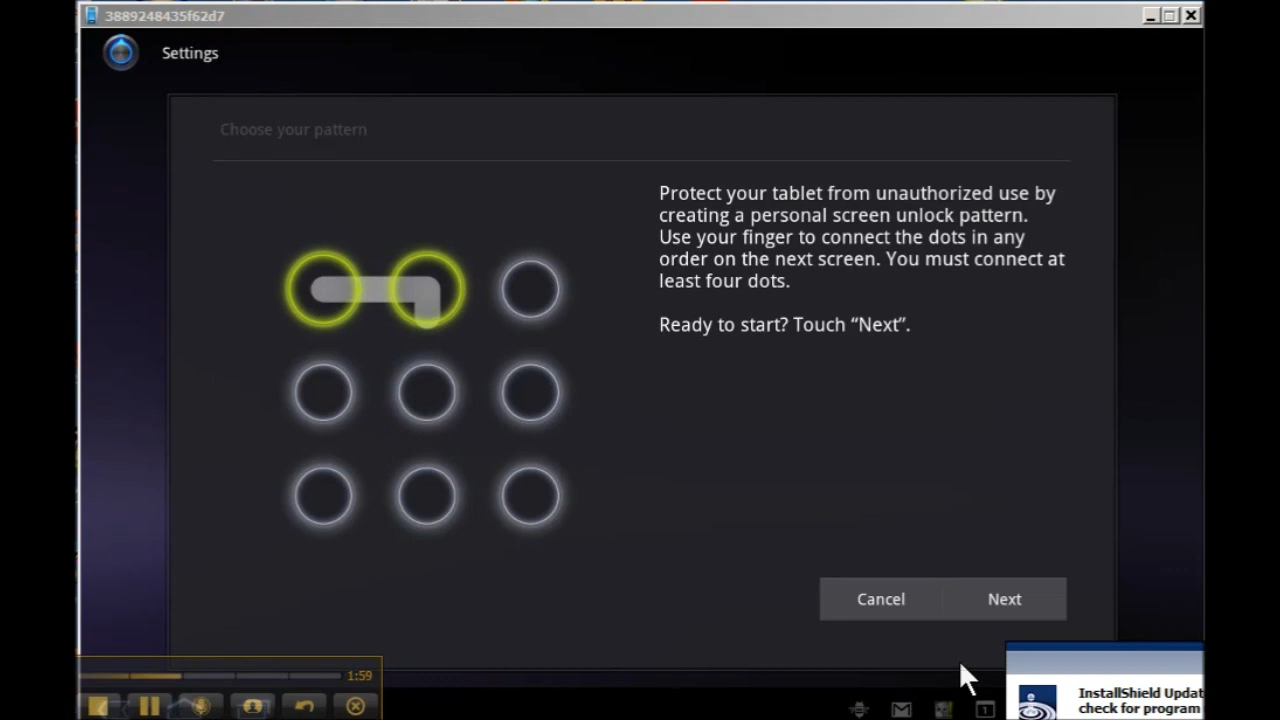 3889248435f62d7
Settings
Choose your pattern
Protect your tablet from unauthorized use by
creating a personal screen unlock pattern.
Use your finger to connect the dots in any
order on the next screen. You must connect at
least four dots.
Ready to start? Touch “Next”.
Cancel
Next
1:59
InstallShield Updat
check for program
1